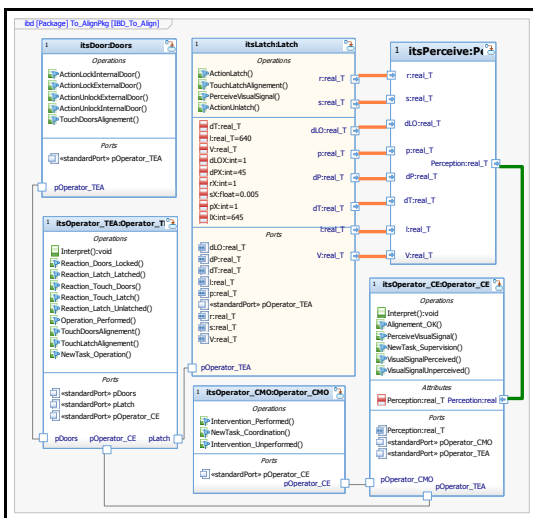 ibd [Package] To_AlignPkg [IBD_To_Align]
1 itsDoor:Doors
Operations
ActionLockInternalDoor()
ActionLockExternalDoor()
ActionUnlockExternalDoor()
ActionUnlockInternalDoor()
TouchDoorsAlignement()
Ports
«standardPort» pOperator_TEA
pOperator_TEA
1 itsLatch:Latch
Operations
ActionLatch()
TouchLatchAlignement()
PerceiveVisualSignal()
ActionUnlatch()
dT:real_T
l:real_T=640
V:real_T
dLOX:int=1
dPX:int=45
rX:int=1
sX:float=0.005
pX:int=1
lX:int=645
Ports
dLO:real_T
dP:real_T
dT:real_T
l:real_T
p:real_T
«standardPort» pOperator_TEA
r:real_T
s:real_T
V:real_T
r:real_T
s:real_T
dLO:real_T
p:real_T
dP:real_T
dT:real_T
l:real_T
V:real_T
pOperator_TEA
1 itsPerceive:Pe
r:real_T
s:real_T
dLO:real_T
p:real_T
Perception:real_T
dP:real_T
dT:real_T
l:real_T
V:real_T
1 itsOperator_TEA:Operator_T
Operations
Interpret():void
Reaction_Doors_Locked()
Reaction_Latch_Latched()
Reaction_Touch_Doors()
Reaction_Touch_Latch()
Reaction_Latch_Unlatched()
Operation_Performed()
TouchDoorsAlignement()
TouchLatchAlignement()
NewTask_Operation()
Ports
«standardPort» pDoors
«standardPort» pLatch
«standardPort» pOperator_CE
pDoors pOperator_CE pLatch
1 itsOperator_CMO:Operator_CMO
Operations
Intervention_Performed()
NewTask_Coordination()
Intervention_Unperformed()
Ports
«standardPort» pOperator_CE
pOperator_CE
1 itsOperator_CE:Operator_CE
Operations
Interpret():void
Alignement_OK()
PerceiveVisualSignal()
NewTask_Supervision()
VisualSignalPerceived()
VisualSignalUnperceived()
Attributes
Perception:real_T Perception:real
Ports
Perception:real_T
«standardPort» pOperator_CMO
«standardPort» pOperator_TEA
pOperator_CMO
pOperator_TEA